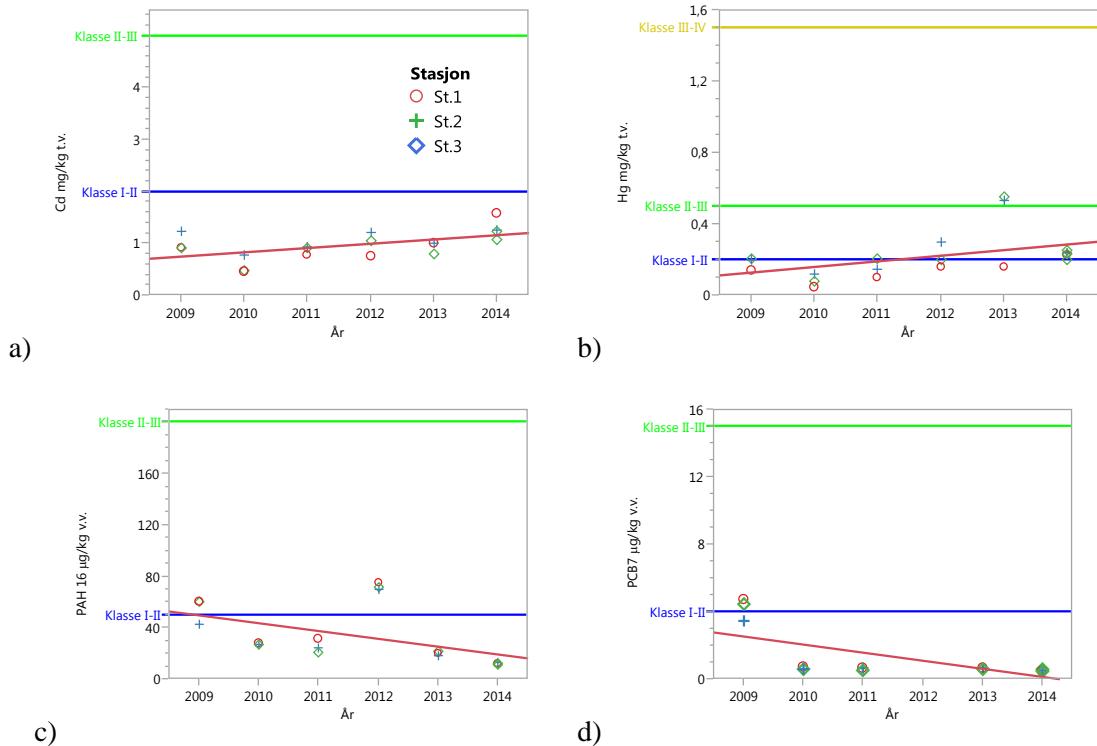 Klasse II-III
4
3
Klasse I-II
1
0
Cd mg/kg t.v.
Stasjon
St.1
St.2
St.3
2009 2010 2011 2012 2013 2014
År
a)
1,6
Klasse III-IV
1,2
0,8
Klasse II-III
0,4
Klasse I-II
0,0
Hg mg/kg t.v.
2009 2010 2011 2012 2013 2014
År
b)
Klasse II-III
160
120
80
Klasse I-II
40
0
PAH 16 µg/kg v.v.
2009 2010 2011 2012 2013 2014
År
c)
16
Klasse II-III
12
8
Klasse I-II
4
0
PCB7 µg/kg v.v.
2009 2010 2011 2012 2013 2014
År
d)